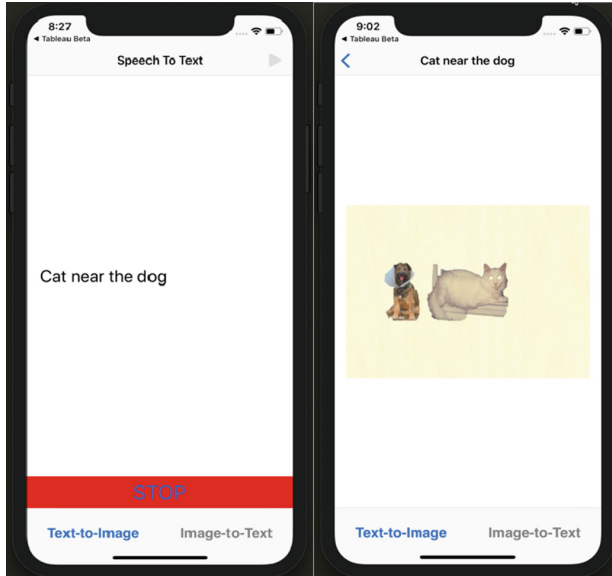 8:27
◀ Tableau Beta
Speech To Text
Cat near the dog
STOP
Text-to-Image Image-to-Text
9:02
◀ Tableau Beta
Cat near the dog
Text-to-Image Image-to-Text